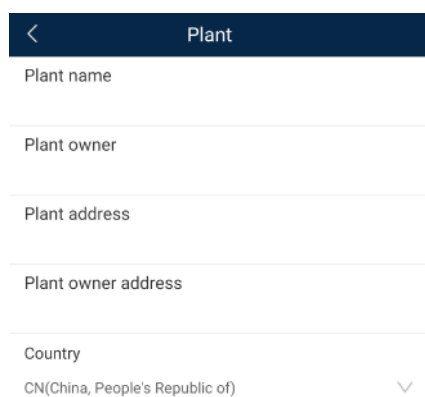 Plant
Plant name
Plant owner
Plant address
Plant owner address
Country
CN(China, People's Republic of)